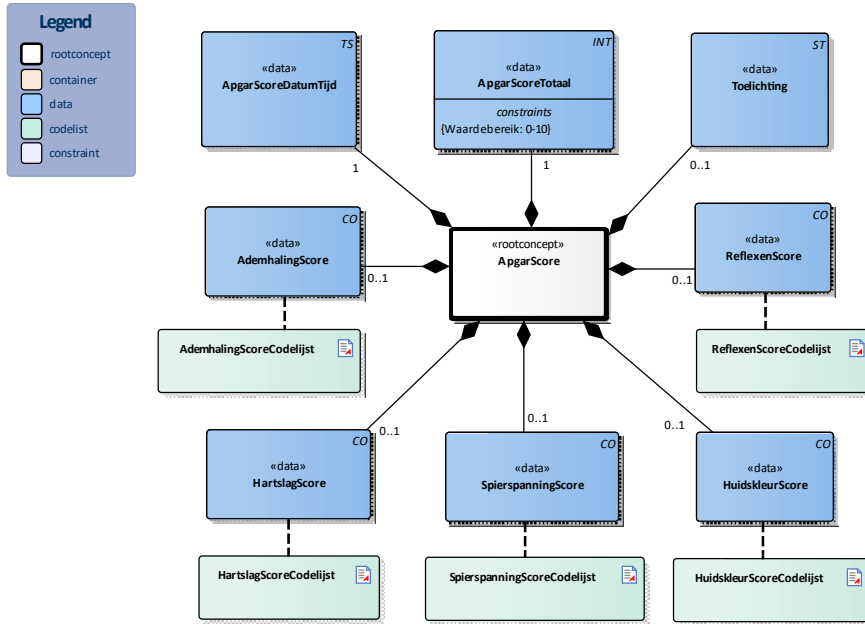 Legend
rootconcept
container
data
codelist
constraint
TS
«data»
ApgarScoreDatumTijd
INT
«data»
ApgarScoreTotaal
constraints
{Waardebereik: 0-10}
ST
«data»
Toelichting
1
1
0..1
CO
«data»
AdemhalingScore
0..1
«rootconcept»
ApgarScore
CO
«data»
ReflexenScore
0..1
AdemhalingScoreCodelijst
ReflexenScoreCodelijst
0..1
0..1
0..1
CO
«data»
HartslagScore
CO
«data»
SpierspanningScore
CO
«data»
HuidskleurScore
HartslagScoreCodelijst
SpierspanningScoreCodelijst
HuidskleurScoreCodelijst